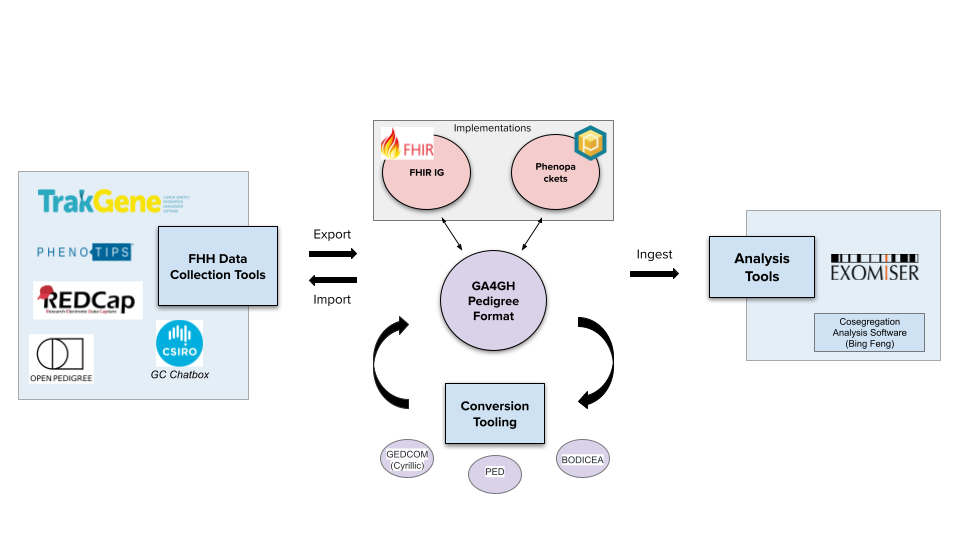 Implementations
FHIR
FHIR IG
Phenopa
ckets
TrakGene
PHENOTIPS
FHH Data
Collection Tools
REDCap
Research Electronic Data Capture
CSIRO
GC Chatbox
OPEN PEDIGREE
Export
Import
GA4GH
Pedigree
Format
Ingest
Analysis
Tools
EXOMISER
Cosegregation
Analysis Software
(Bing Feng)
Conversion
Tooling
GEDCOM
(Cyrillic)
PED
BODICEA